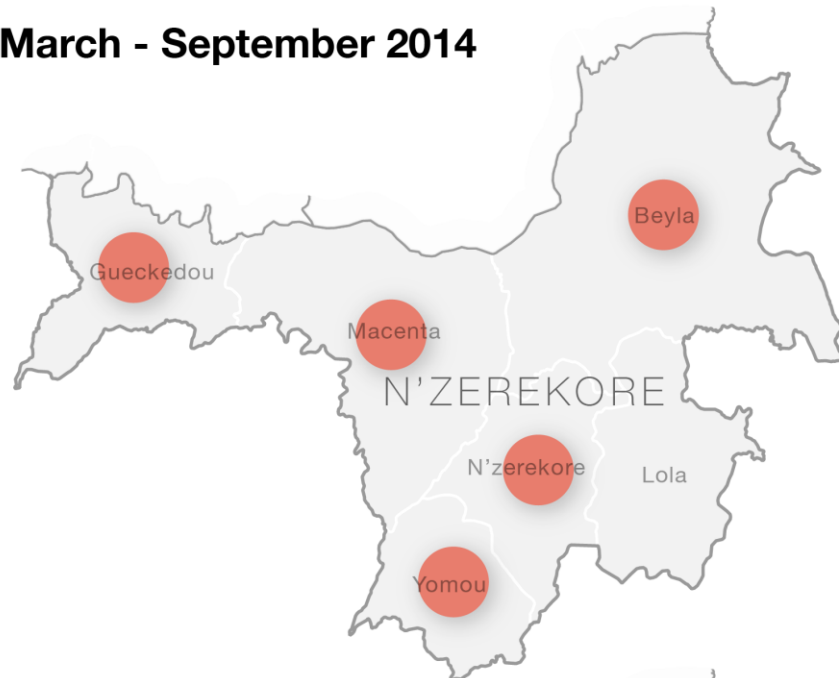 March - September 2014
Beyla
Gueckedou
Macenta
N'ZEREKORE
N'zerekore
Lola
Yomou